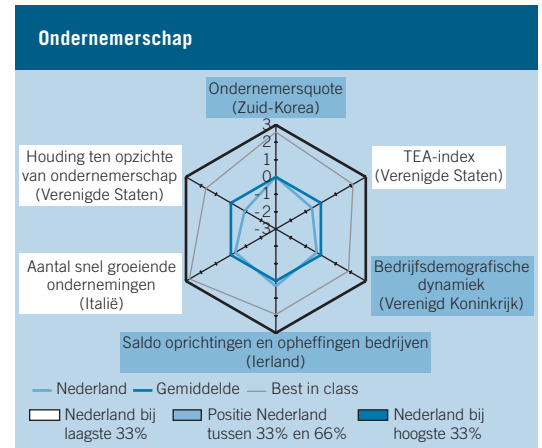 Ondernemerschap
Ondernemersquote
(Zuid-Korea)
3
2
1
0
-1
-2
-3
Houding ten opzichte
van ondernemerschap
(Verenigde Staten)
TEA-index
(Verenigde Staten)
Aantal snel groeiende
ondernemingen
(Italië)
Bedrijfsdemografische
dynamiek
(Verenigd Koninkrijk)
Saldo oprichtingen en opheffingen bedrijven
(Ierland)
Nederland Gemiddelde Best in class
Nederland bij
laagste 33%
Positie Nederland
tussen 33% en 66%
Nederland bij
hoogste 33%